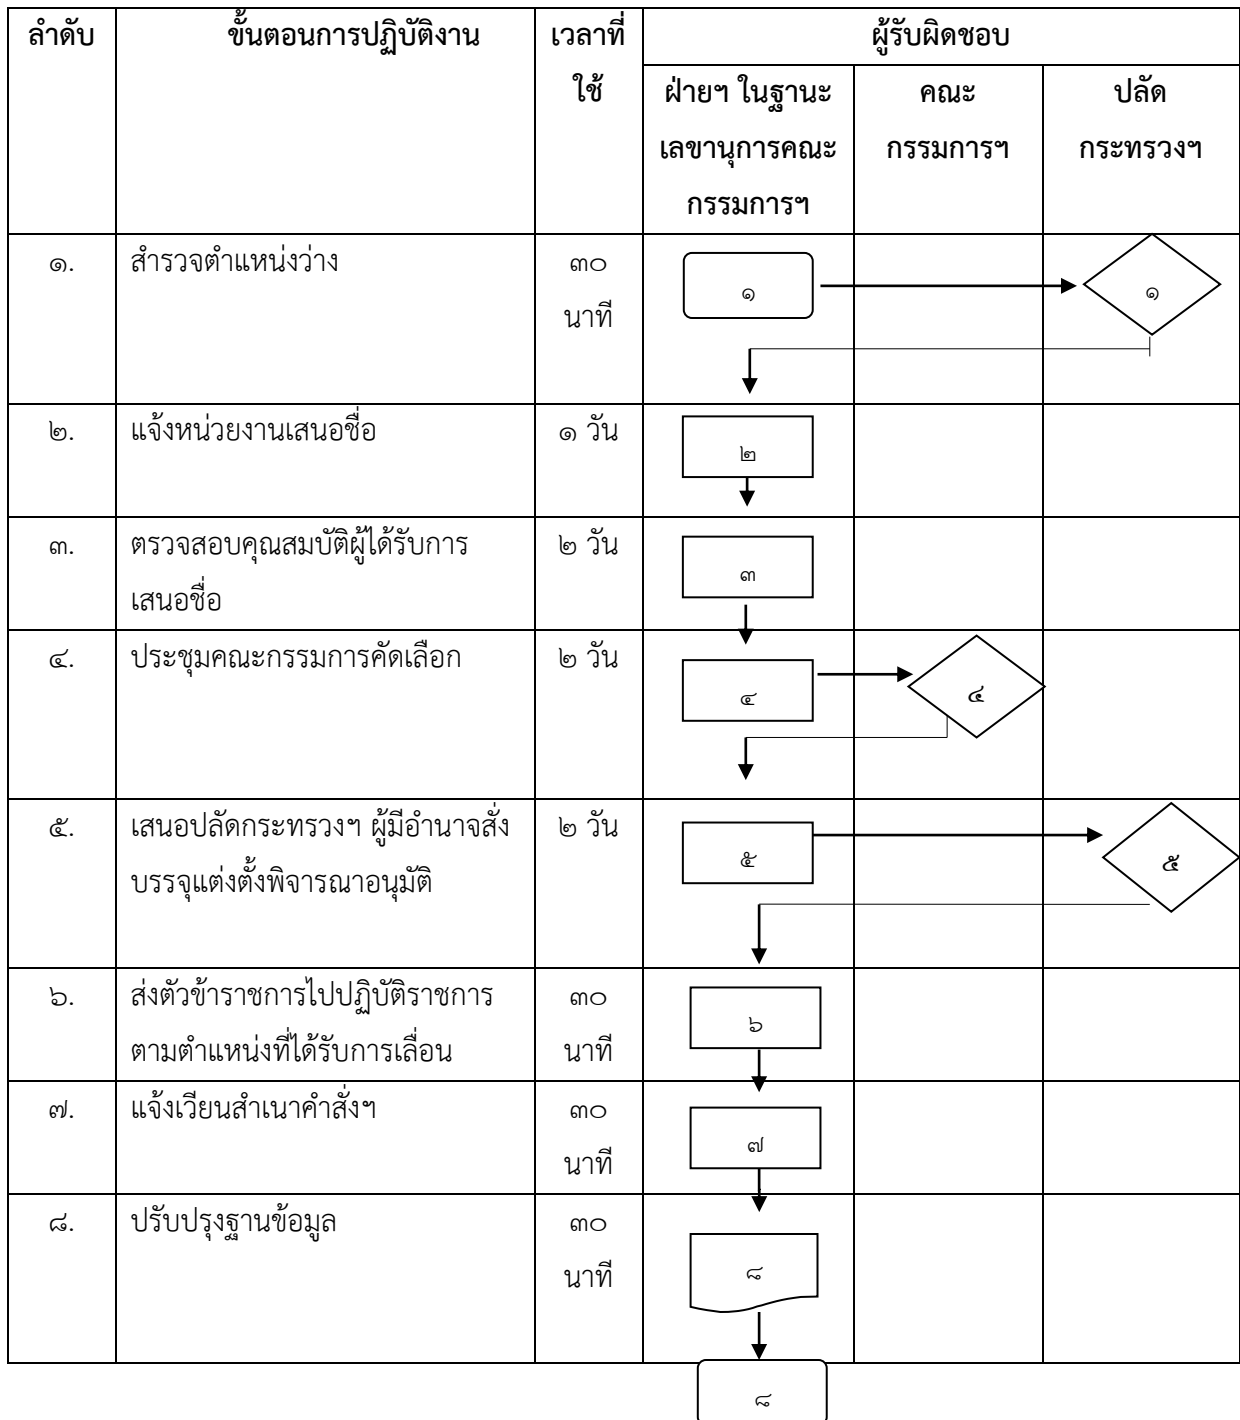 ลำดับ ขั้นตอนการปฏิบัติงาน เวลาที่ใช้ ผู้รับผิดชอบ
ฝ่ายฯ ในฐานะ คณะ ปลัด
เลขานุการคณะ กรรมการฯ กระทรวงฯ
กรรมการฯ
๑. สำรวจตำแหน่งว่าง ๓๐
นาที
๑ ๑
๒. แจ้งหน่วยงานเสนอชื่อ ๑ วัน
๒
๓. ตรวจสอบคุณสมบัติผู้ได้รับการ ๒ วัน
เสนอชื่อ
๓
๔. ประชุมคณะกรรมการคัดเลือก ๒ วัน
๔ ๔
๕. เสนอปลัดกระทรวงฯ ผู้มีอำนาจสั่ง ๒ วัน
บรรจุแต่งตั้งพิจารณาอนุมัติ
๕ ๕
๖. ส่งตัวข้าราชการไปปฏิบัติราชการ ๓๐
ตามตำแหน่งที่ได้รับการเลื่อน นาที
๖
๗. แจ้งเวียนสำเนาคำสั่งฯ ๓๐
นาที
๗
๘. ปรับปรุงฐานข้อมูล ๓๐
นาที
๘
๘